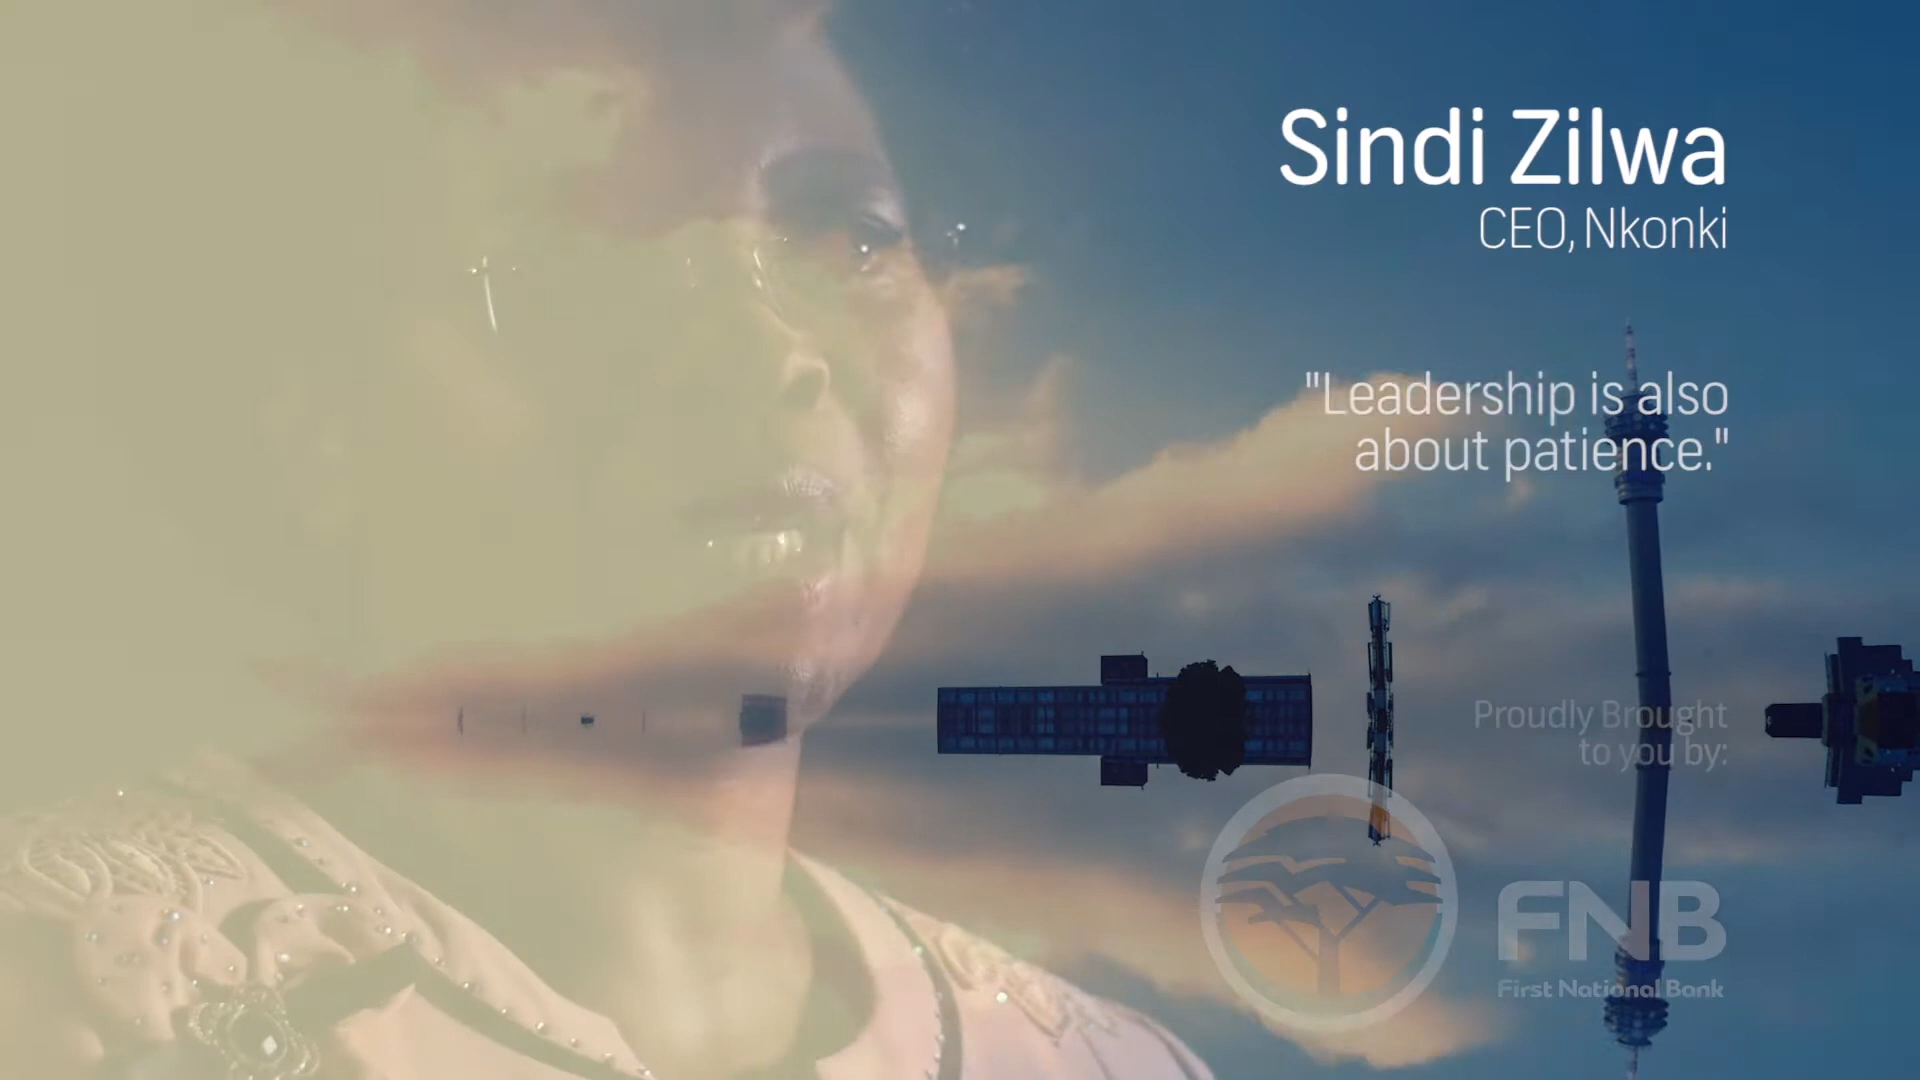 Sindi Zilwa
CEO, Nkonki
"Leadership is also
about patience."
Proudly Brought
to you by:
FNB
First National Bank